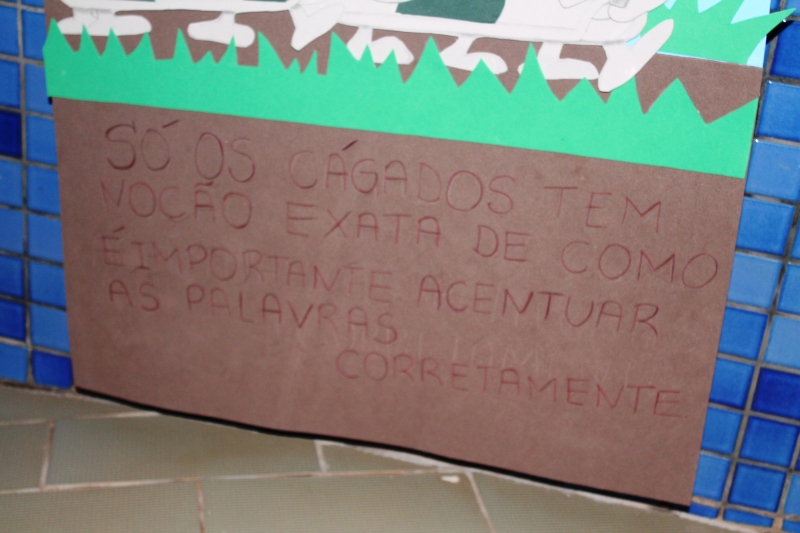 SÓ OS CÁGADOS TEM
NOÇÃO EXATA DE COMO
É IMPORTANTE ACENTUAR
AS PALAVRAS
CORRETAMENTE.